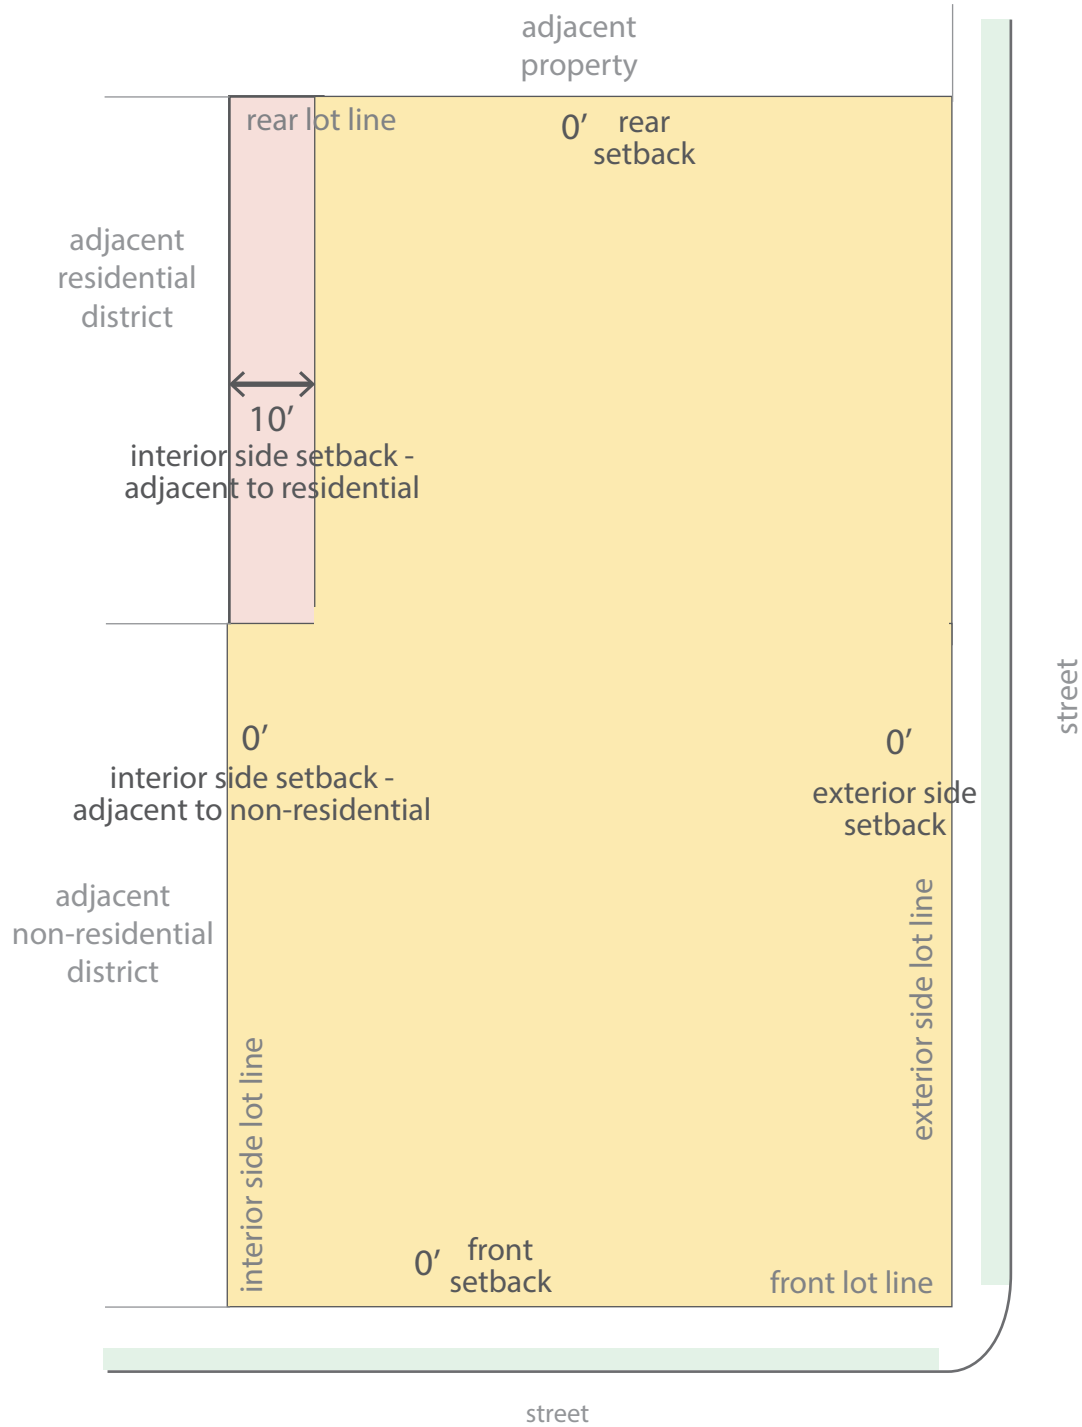 adjacent
property
rear lot line
0’ rear
setback
adjacent
residential
district
10’
interior side setback -
adjacent to residential
street
0’
interior side setback -
adjacent to non-residential
0’
exterior side
setback
adjacent
non-residential
district
exterior side lot line
interior side lot line
0’ front
setback
front lot line
street